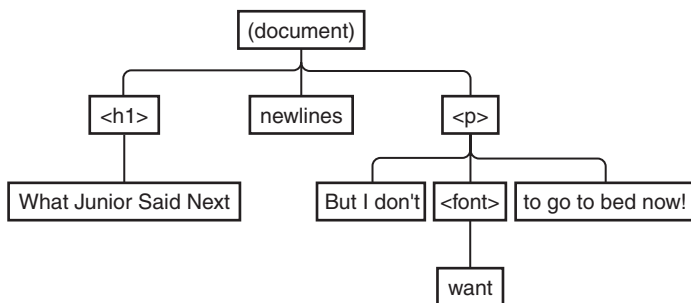 (document)
<h1> newlines <p>
What Junior Said Next But I don't <font> to go to bed now!
want